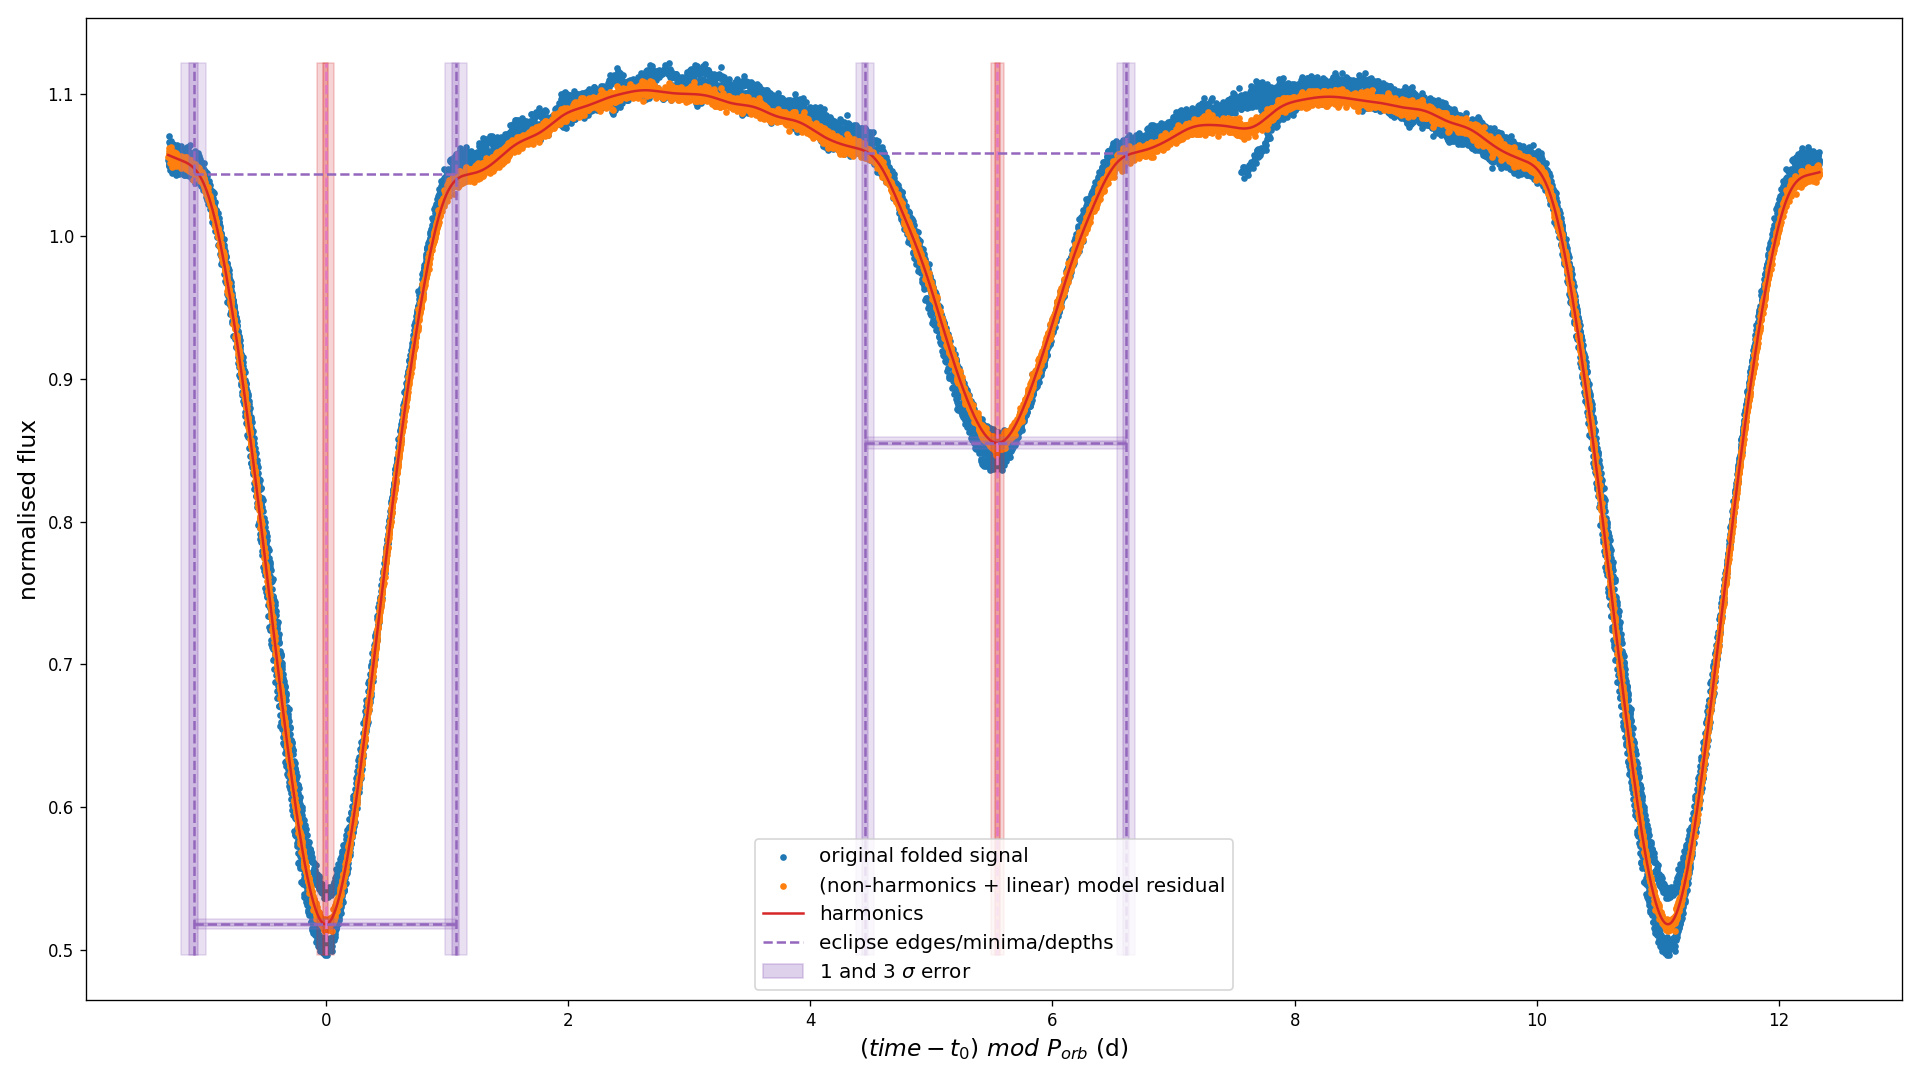 normalised flux
1.1
1.0
0.9
0.8
0.7
0.6
0.5
original folded signal
(non-harmonics + linear) model residual
harmonics
eclipse edges/minima/depths
1 and 3 σ error
0 2 4 6 8 10 12
(time − t₀) mod Pₒᵣb (d)